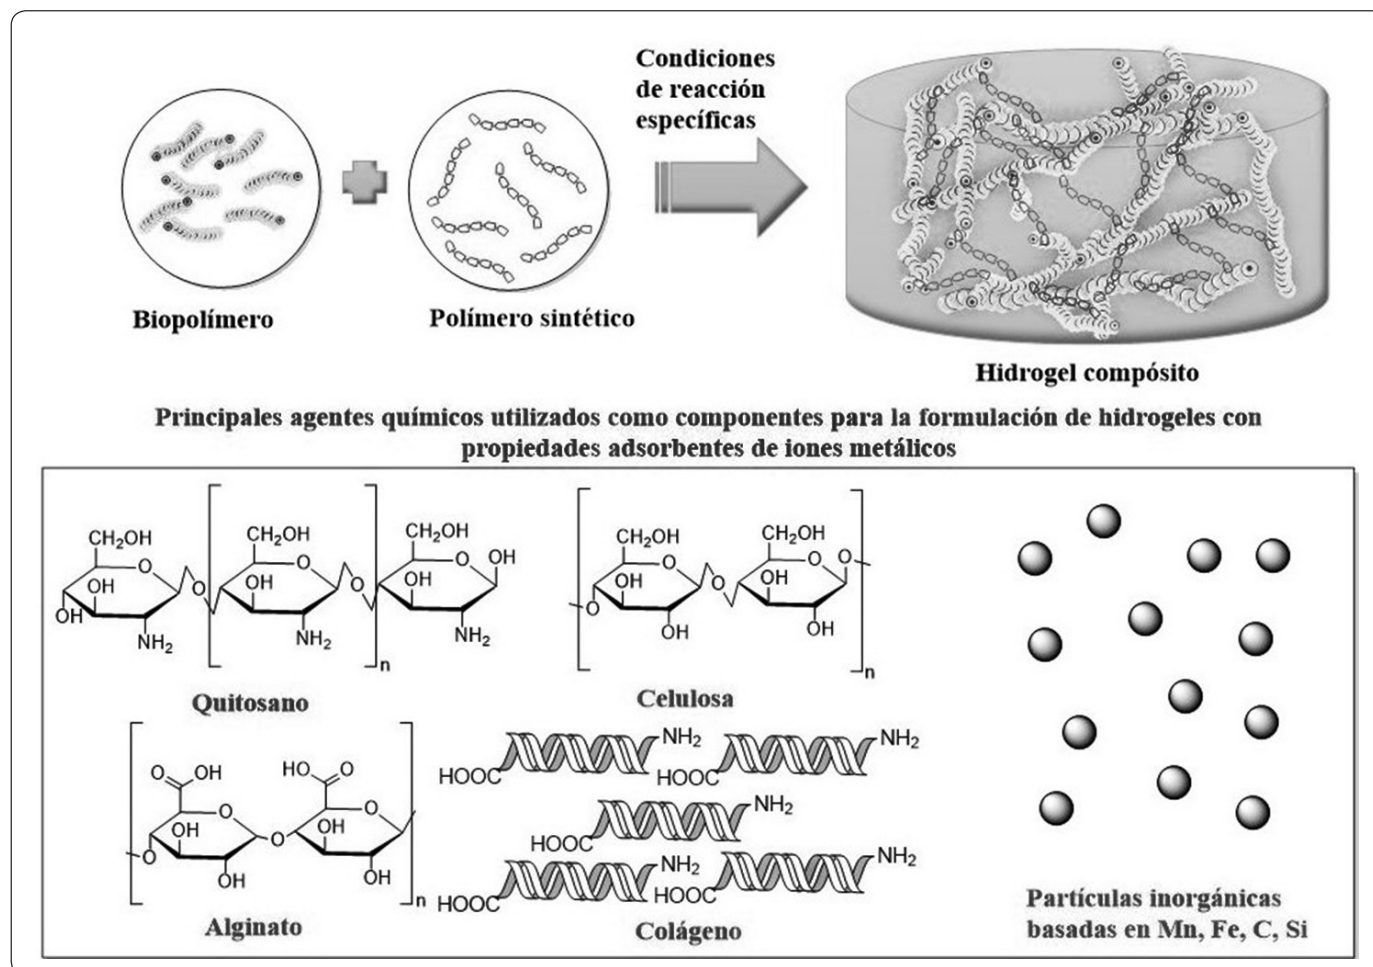 Condiciones
de reacción
específicas
Biopolímero
Polímero sintético
Hidrogel compósito
Principales agentes químicos utilizados como componentes para la formulación de hidrogeles con
propiedades adsorbentes de iones metálicos
CH₂OH
O
OH
OH
NH₂
O
CH₂OH
O
OH
NH₂
n
O
CH₂OH
O
OH
OH
NH₂
Quitosano
CH₂OH
O
OH
OH
O
O
CH₂OH
O
OH
OH
O
n
Celulosa
O
OH
O
OH
OH
O
O
HO
O
O
OH
OH
n
Alginato
NH₂
HOOC
NH₂
HOOC
NH₂
HOOC
NH₂
HOOC
NH₂
HOOC
Colágeno
Partículas inorgánicas
basadas en Mn, Fe, C, Si